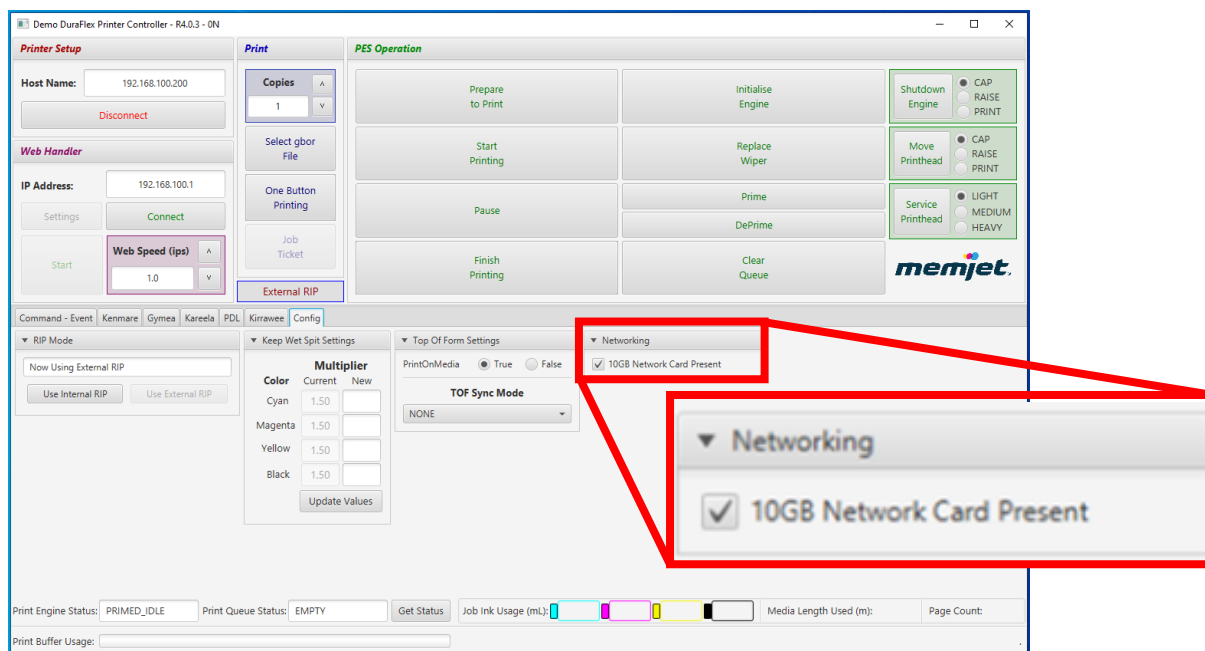 Demo DuraFlex Printer Controller - R4.0.3 - 0N
Printer Setup
Host Name: 192.168.100.200
Disconnect
Web Handler
IP Address: 192.168.100.1
Settings Connect
Start
Web Speed (ips)
1.0
Print
Copies
1
Select gbor
File
One Button
Printing
Job
Ticket
External RIP
PES Operation
Prepare
to Print
Initialise
Engine
Start
Printing
Replace
Wiper
Pause
Prime
DePrime
Finish
Printing
Clear
Queue
Shutdown
Engine
CAP
RAISE
PRINT
Move
Printhead
CAP
RAISE
PRINT
Service
Printhead
LIGHT
MEDIUM
HEAVY
memjet
Command - Event Kenmare Gymea Kareela PDL Kirrawee Config
RIP Mode
Now Using External RIP
Use Internal RIP Use External RIP
Keep Wet Spit Settings
Multiplier
Color Current New
Cyan 1.50
Magenta 1.50
Yellow 1.50
Black 1.50
Update Values
Top Of Form Settings
PrintOnMedia True False
TOF Sync Mode
NONE
Networking
10GB Network Card Present
Networking
10GB Network Card Present
Print Engine Status: PRIMED_IDLE Print Queue Status: EMPTY Get Status Job Ink Usage (mL): Media Length Used (m): Page Count:
Print Buffer Usage: